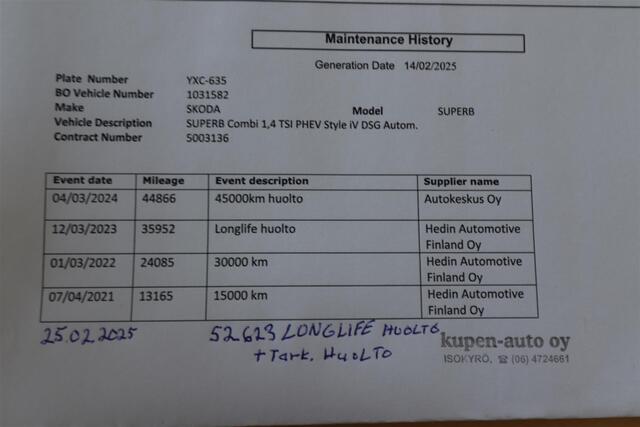 Maintenance History
Generation Date 14/02/2025
Plate Number YXC-635
BO Vehicle Number 1031582
Make SKODA Model SUPERB
Vehicle Description SUPERB Combi 1,4 TSI PHEV Style iV DSG Autom.
Contract Number 5003136
Event date Mileage Event description Supplier name
04/03/2024 44866 45000km huolto Autokeskus Oy
12/03/2023 35952 Longlife huolto Hedin Automotive
Finland Oy
01/03/2022 24085 30000 km Hedin Automotive
Finland Oy
07/04/2021 13165 15000 km Hedin Automotive
Finland Oy
25.02.2025 52623 LONGLIFE HUOLTO
+ Tark. HUOLTO
kupen-auto oy
ISOKYRÖ, ☎ (06) 4724661